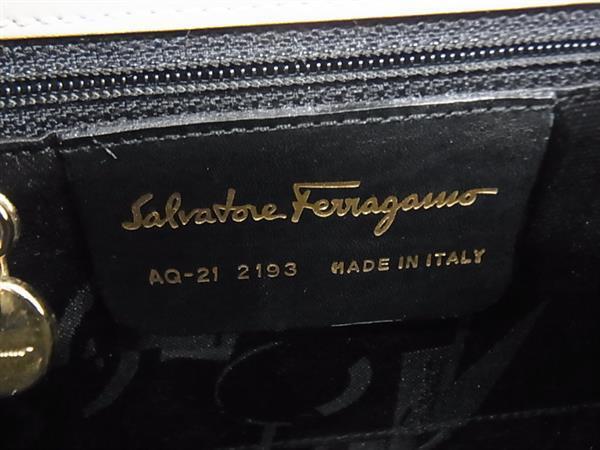 Salvatore Ferragamo
AQ-21 2193 MADE IN ITALY